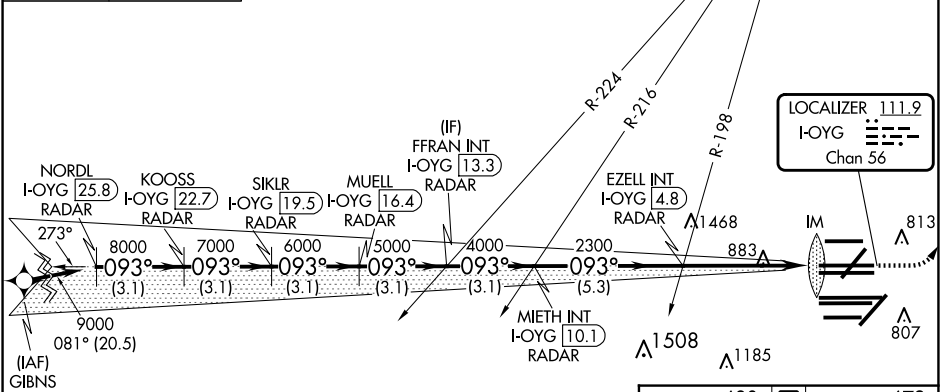 R-224
R-216
R-198
LOCALIZER 111.9
I-OYG
Chan 56
(IF)
FFRAN INT
I-OYG 13.3
RADAR
NORDL
I-OYG 25.8
RADAR
KOOSS
I-OYG 22.7
RADAR
SIKLR
I-OYG 19.5
RADAR
MUELL
I-OYG 16.4
RADAR
EZELL INT
I-OYG 4.8
RADAR
1468
IM
813
273°
8000
7000
6000
5000
4000
2300
883
093°
093°
093°
093°
093°
093°
(3.1)
(3.1)
(3.1)
(3.1)
(3.1)
(5.3)
9000
081° (20.5)
(IAF)
GIBNS
MIETH INT
I-OYG 10.1
RADAR
1508
1185
807